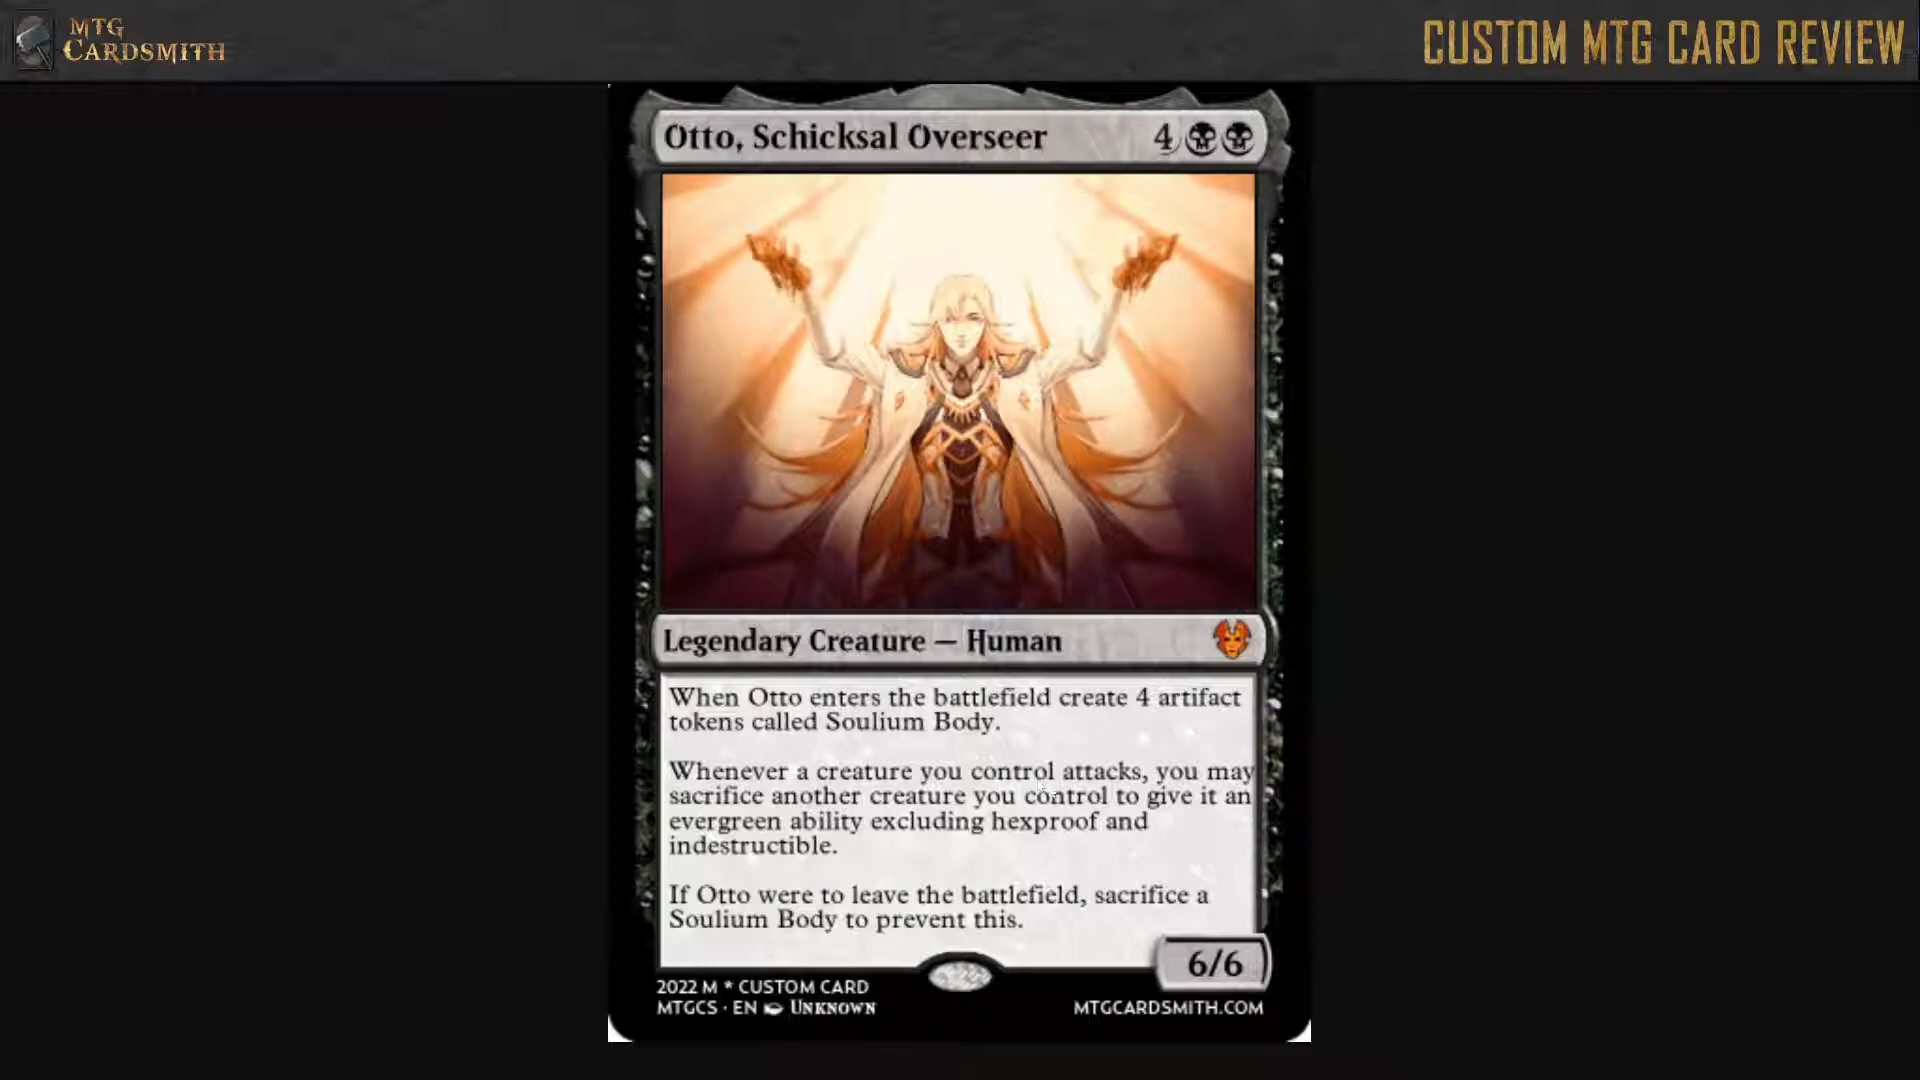 MTG
CARDSMITH
CUSTOM MTG CARD REVIEW
Otto, Schicksal Overseer 4
Legendary Creature — Human
When Otto enters the battlefield create 4 artifact
tokens called Soulium Body.
Whenever a creature you control attacks, you may
sacrifice another creature you control to give it an
evergreen ability excluding hexproof and
indestructible.
If Otto were to leave the battlefield, sacrifice a
Soulium Body to prevent this.
6/6
2022 M * CUSTOM CARD
MTGCS · EN UNKNOWN
MTGCARDSMITH.COM